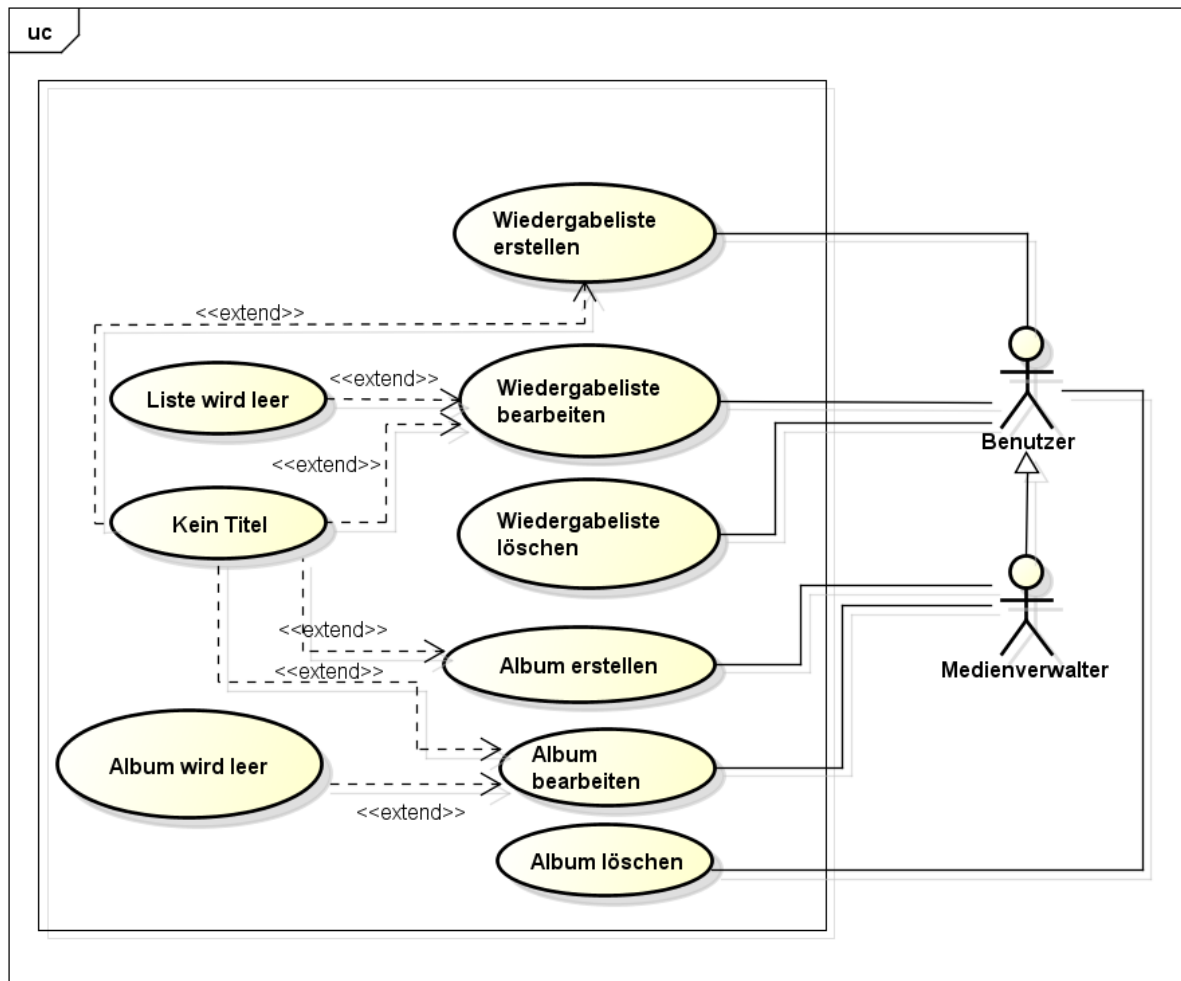 uc
Wiedergabeliste
erstellen
<<extend>>
Liste wird leer
<<extend>>
Wiedergabeliste
bearbeiten
Benutzer
<<extend>>
Kein Titel
Wiedergabeliste
löschen
<<extend>>
Album erstellen
Medienverwalter
<<extend>>
Album wird leer
Album
bearbeiten
<<extend>>
Album löschen